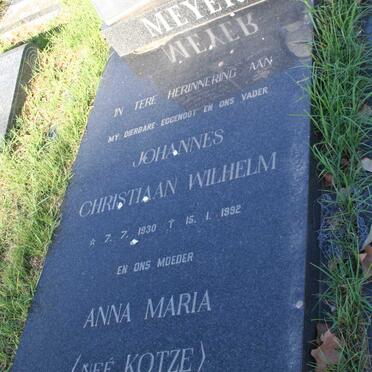 MEYER
IN TERE HERINNERING AAN
MY DIERBARE EGGENOOT EN ONS VADER
JOHANNES
CHRISTIAAN WILHELM
☆ 7. 7. 1930 ✝ 15. 1. 1992
EN ONS MOEDER
ANNA MARIA
(NEÉ KOTZE)